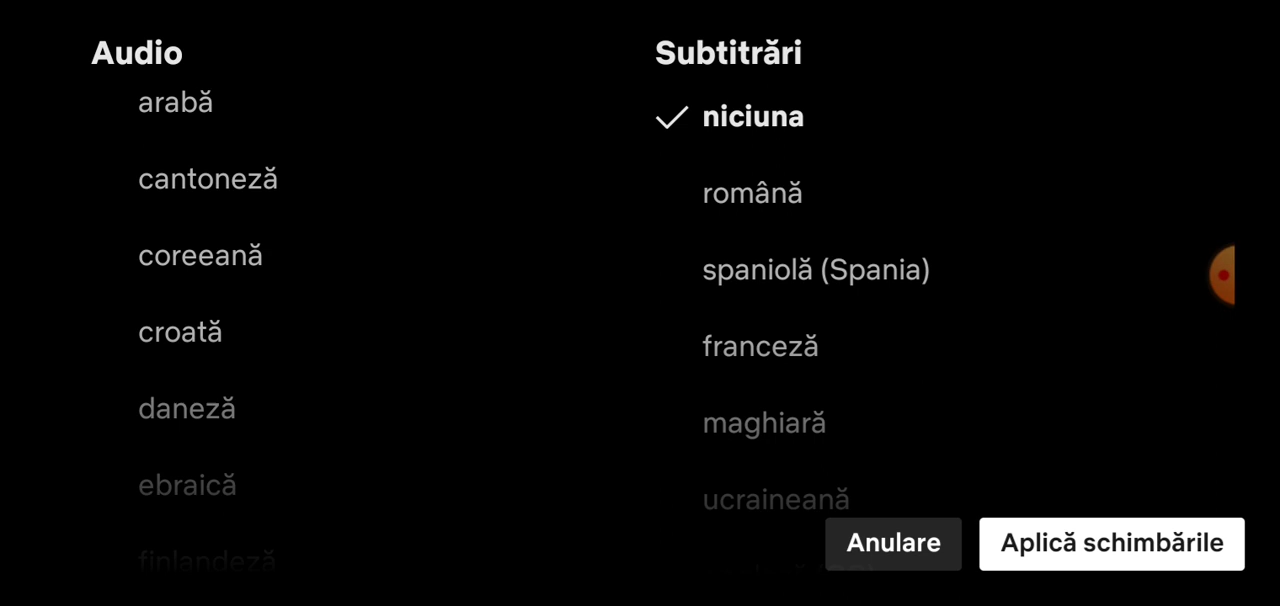 Audio
arabă
cantoneză
coreeană
croată
daneză
ebraică
finlandeză
Subtitrări
niciuna
română
spaniolă (Spania)
franceză
maghiară
ucraineană
Anulare
Aplică schimbările